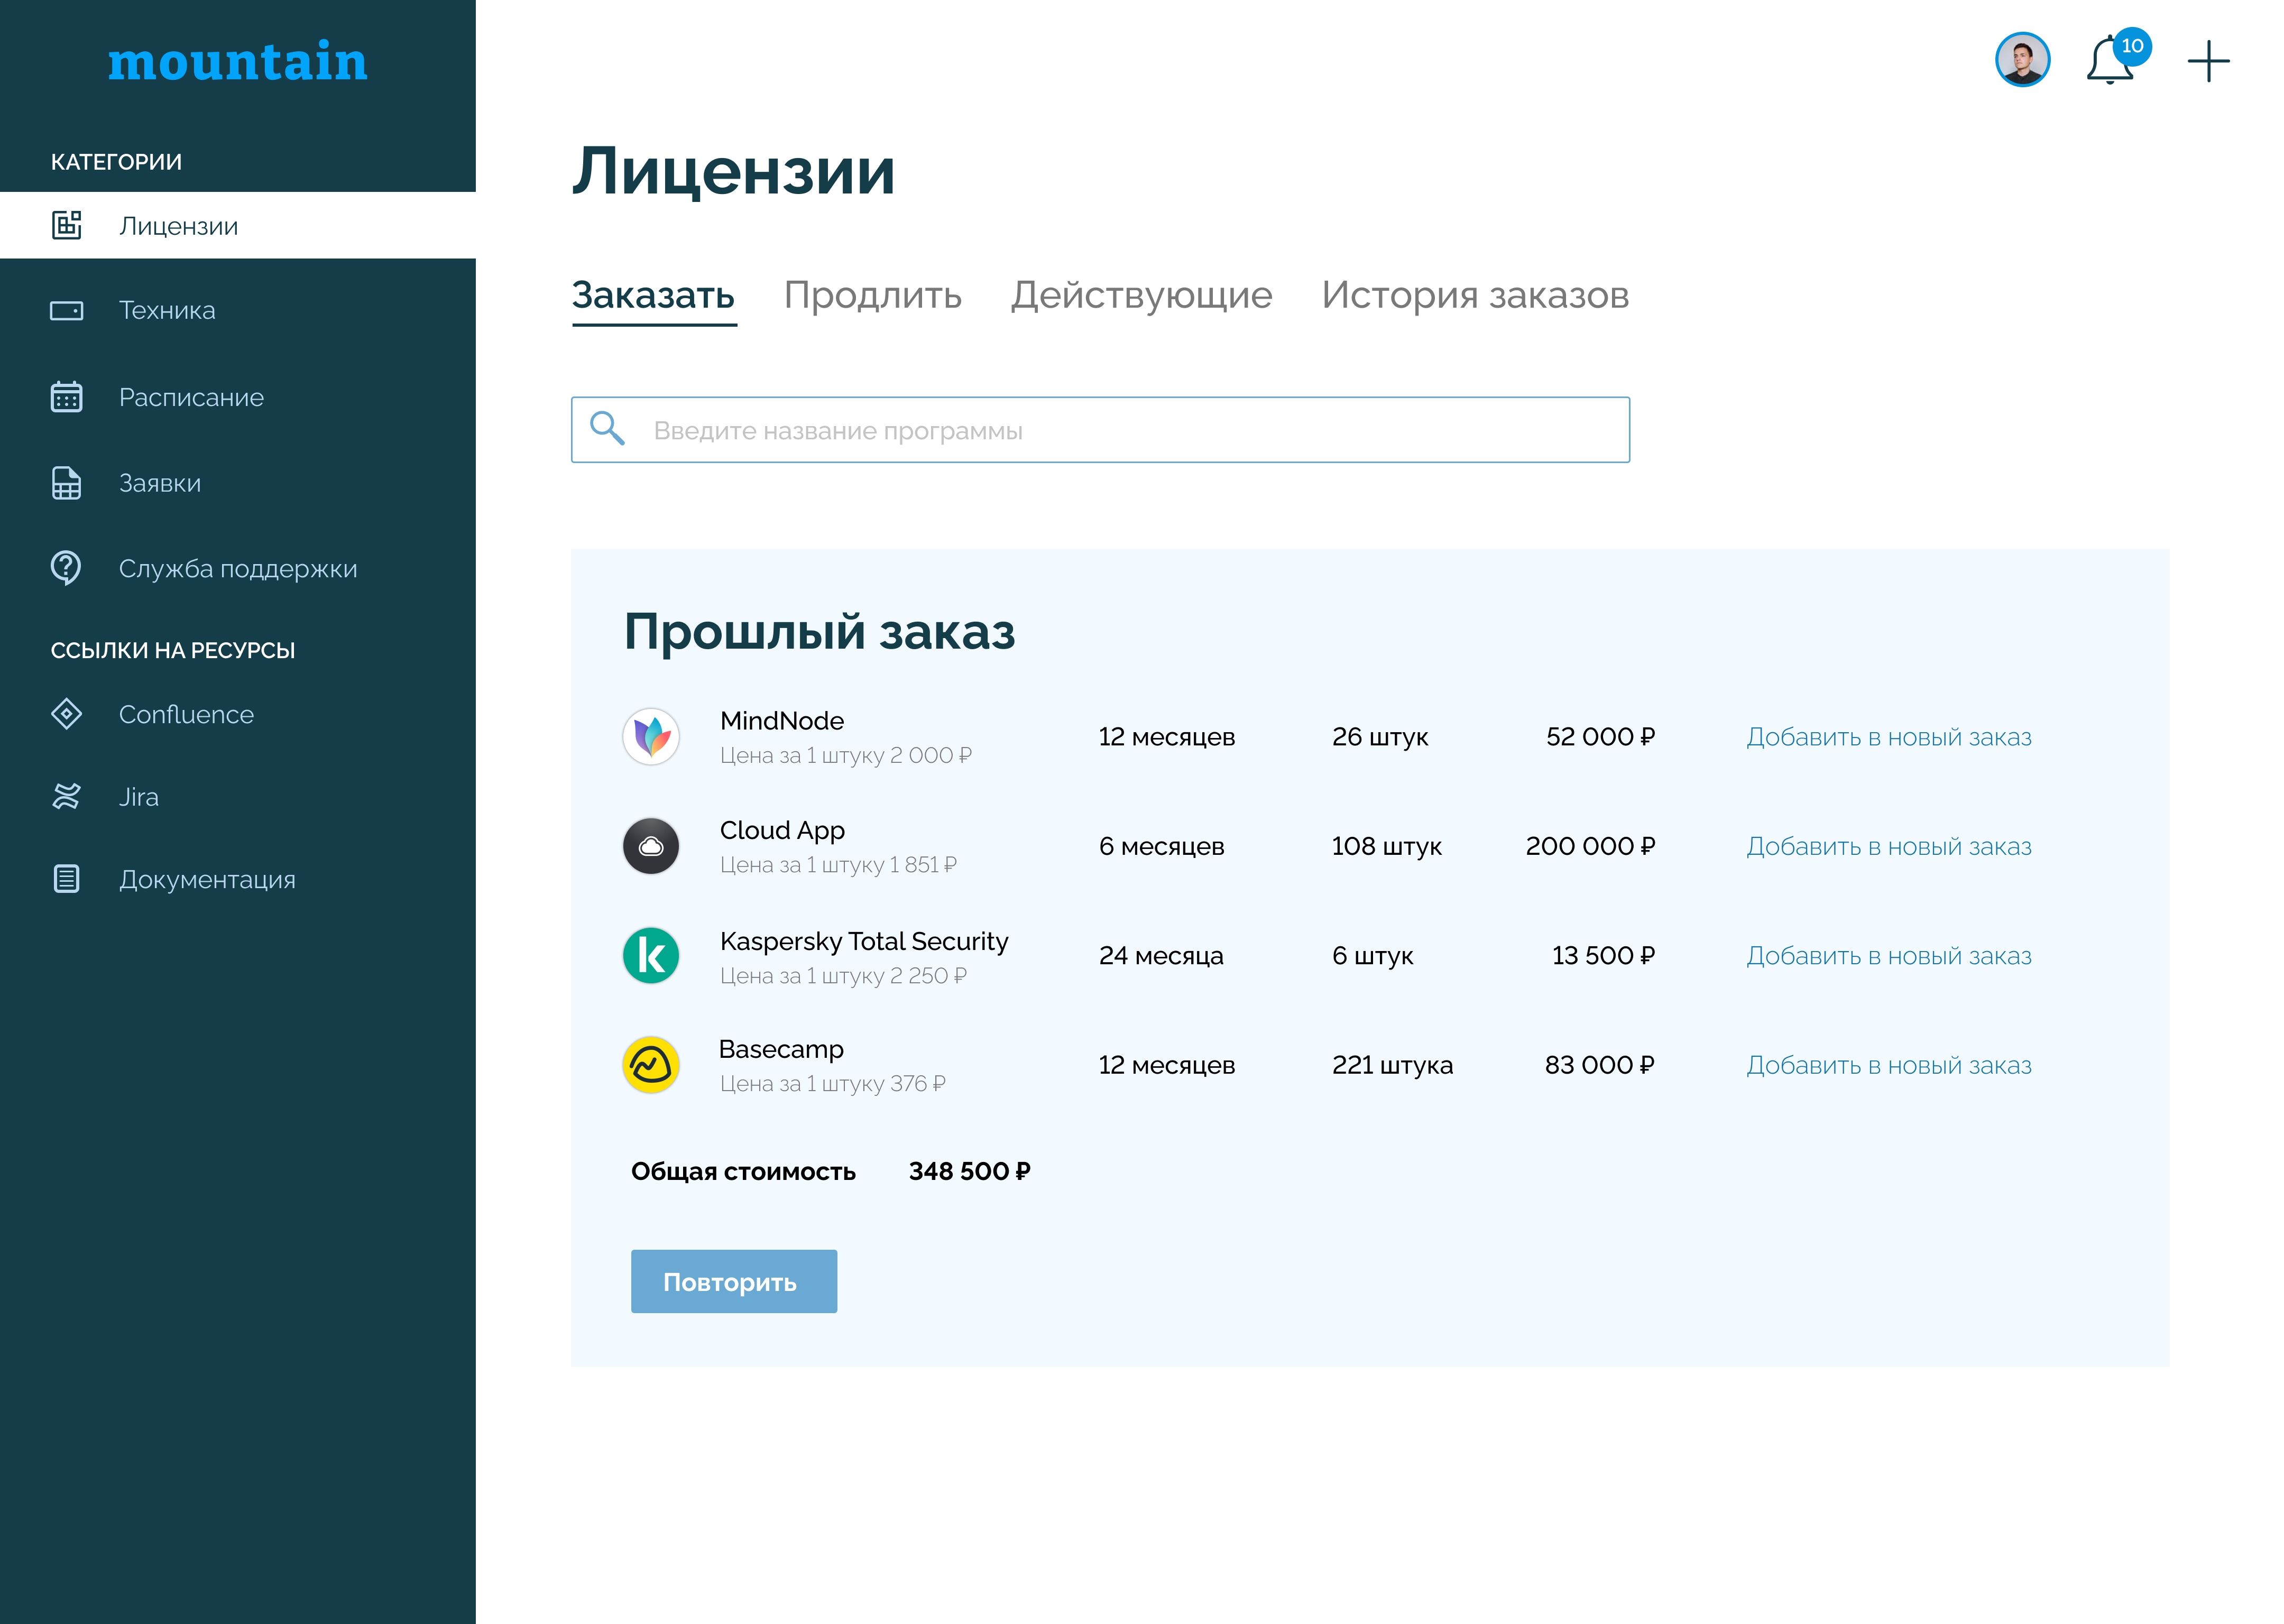 mountain
10
КАТЕГОРИИ
Лицензии
Техника
Расписание
Заявки
Служба поддержки
ССЫЛКИ НА РЕСУРСЫ
Confluence
Jira
Документация
Лицензии
Заказать Продлить Действующие История заказов
Введите название программы
Прошлый заказ
MindNode
Цена за 1 штуку 2 000 ₽
12 месяцев 26 штук 52 000 ₽ Добавить в новый заказ
Cloud App
Цена за 1 штуку 1 851 ₽
6 месяцев 108 штук 200 000 ₽ Добавить в новый заказ
Kaspersky Total Security
Цена за 1 штуку 2 250 ₽
24 месяца 6 штук 13 500 ₽ Добавить в новый заказ
Basecamp
Цена за 1 штуку 376 ₽
12 месяцев 221 штука 83 000 ₽ Добавить в новый заказ
Общая стоимость 348 500 ₽
Повторить